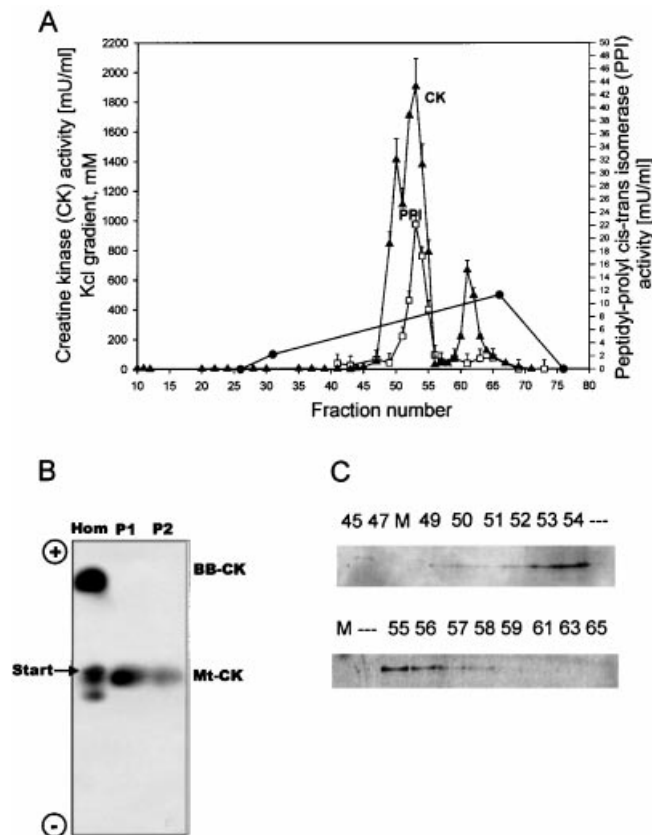 A
Creatine kinase (CK) activity [mU/ml]
Kcl gradient, mM
2200
2000
1800
1600
1400
1200
1000
800
600
400
200
0
CK
PPI
50
48
46
44
42
40
38
36
34
32
30
28
26
24
22
20
18
16
14
12
10
8
6
4
2
0
Peptidyl-prolyl cis-trans isomerase (PPI)
activity [mU/ml]
10 15 20 25 30 35 40 45 50 55 60 65 70 75 80
Fraction number
B
Hom P1 P2
+
BB-CK
Start
Mt-CK
-
C
45 47 M 49 50 51 52 53 54 ---
M --- 55 56 57 58 59 61 63 65